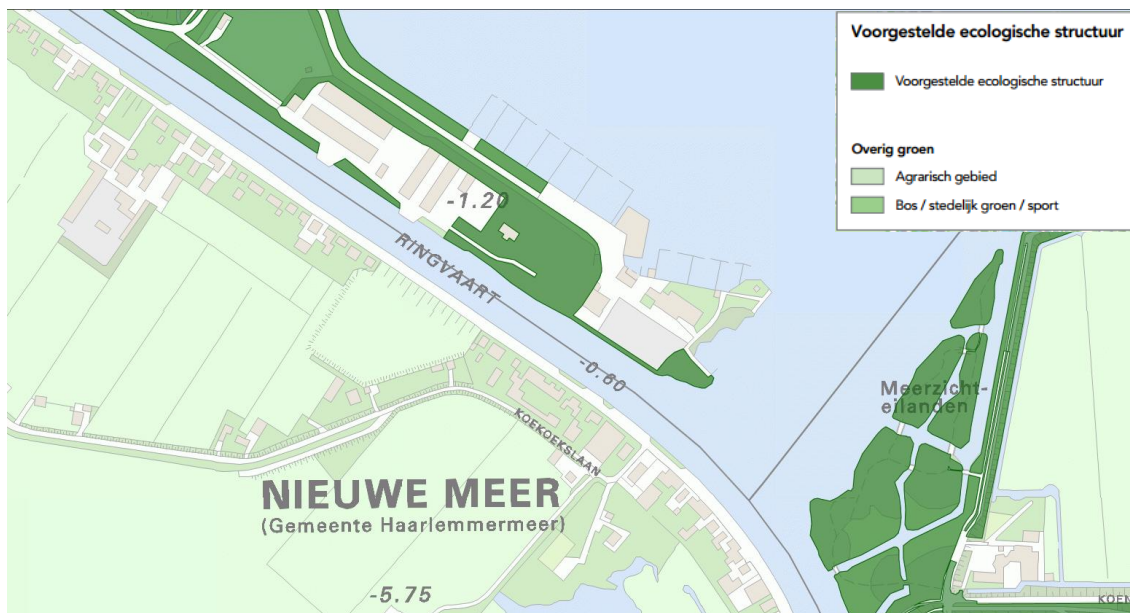 Voorgestelde ecologische structuur
Voorgestelde ecologische structuur
Overig groen
Agrarisch gebied
Bos / stedelijk groen / sport
-1.20
RINGVAART
-0.60
Meerzicht-
eilanden
KOEKOEKSLAAN
NIEUWE MEER
(Gemeente Haarlemmermeer)
-5.75
KOEN